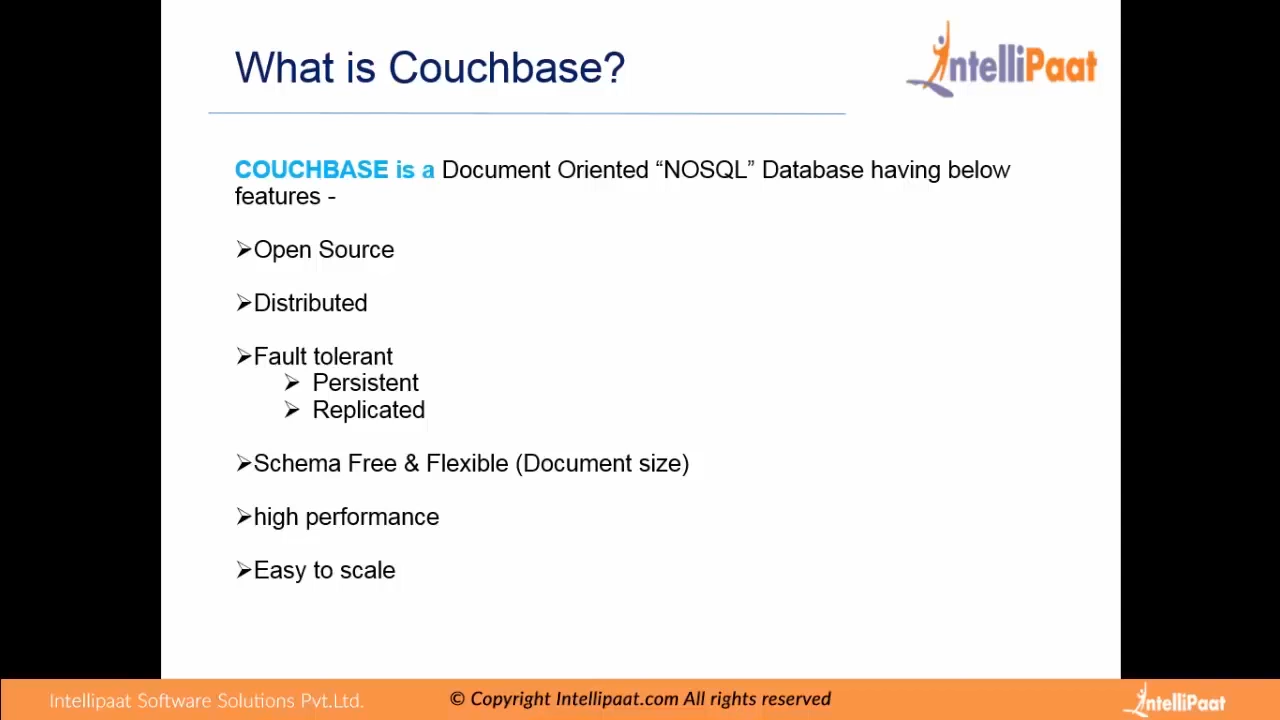 What is Couchbase?
IntelliPaat
COUCHBASE is a Document Oriented “NOSQL” Database having below
features -
➢Open Source
➢Distributed
➢Fault tolerant
➢ Persistent
➢ Replicated
➢Schema Free & Flexible (Document size)
➢high performance
➢Easy to scale
Intellipaat Software Solutions Pvt.Ltd.
© Copyright Intellipaat.com All rights reserved
IntelliPaat